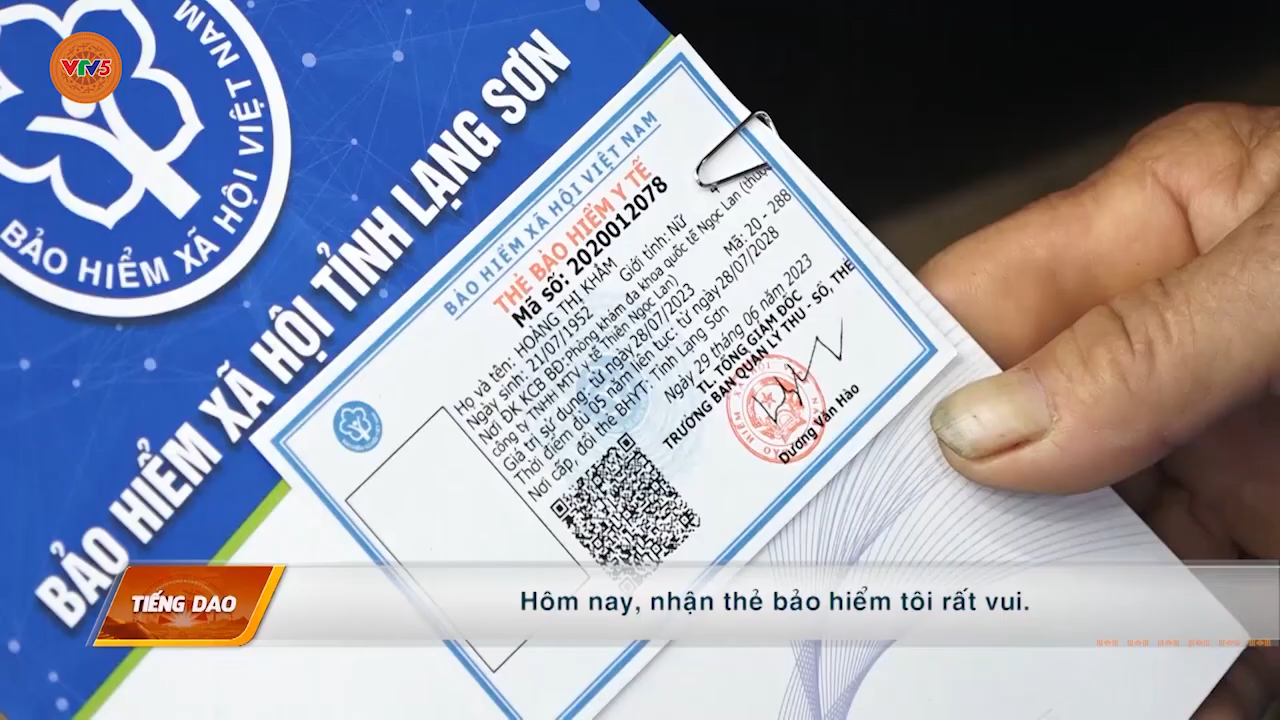 VTV5
BẢO HIỂM XÃ HỘI VIỆT NAM
BẢO HIỂM XÃ HỘI TỈNH LẠNG SƠN
BẢO HIỂM XÃ HỘI VIỆT NAM
THẺ BẢO HIỂM Y TẾ
Mã số: 2020012078
Họ và tên: HOÀNG THỊ KHẢM
Ngày sinh: 21/07/1952 Giới tính: Nữ 4
Nơi ĐK KCB BĐ: Phòng khám đa khoa quốc tế Ngọc Lan (thuộc
công ty TNHH MTV y tế Thiên Ngọc Lan) Mã: 20 - 288
Giá trị sử dụng: từ ngày 28/07/2023
Thời điểm đủ 05 năm liên tục: từ ngày 28/07/2028
Nơi cấp, đổi thẻ BHYT: Tỉnh Lạng Sơn
Ngày 29 tháng 06 năm 2023
TL. TỔNG GIÁM ĐỐC
TRƯỞNG BAN QUẢN LÝ THU - SỔ, THẺ
Dương Văn Hào
TIẾNG DAO
Hôm nay, nhận thẻ bảo hiểm tôi rất vui.